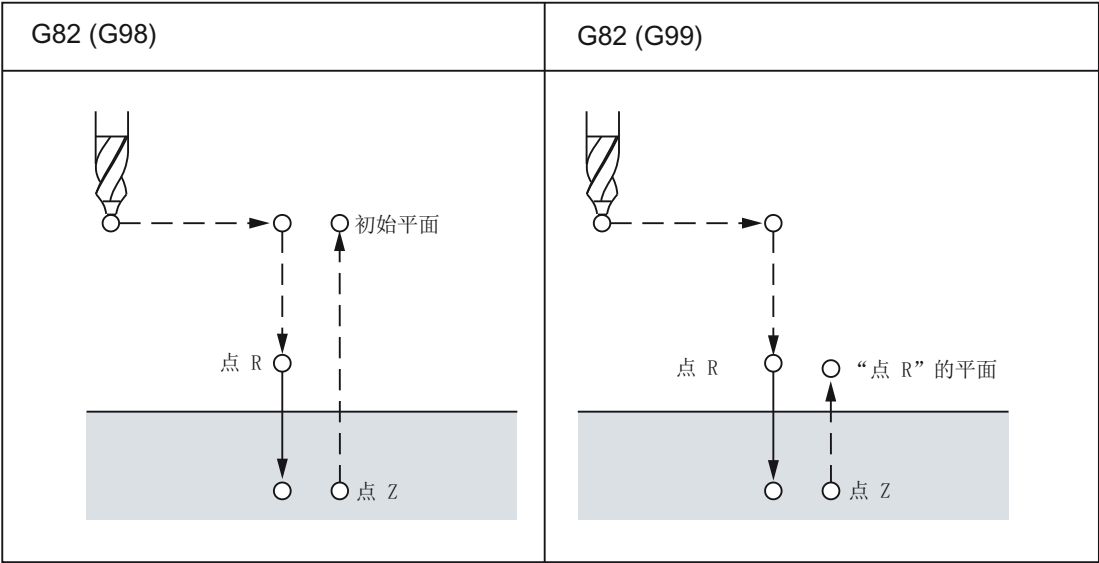 G82 (G98)
G82 (G99)
初始平面
点 R
点 Z
点 R
“点 R”的平面
点 Z